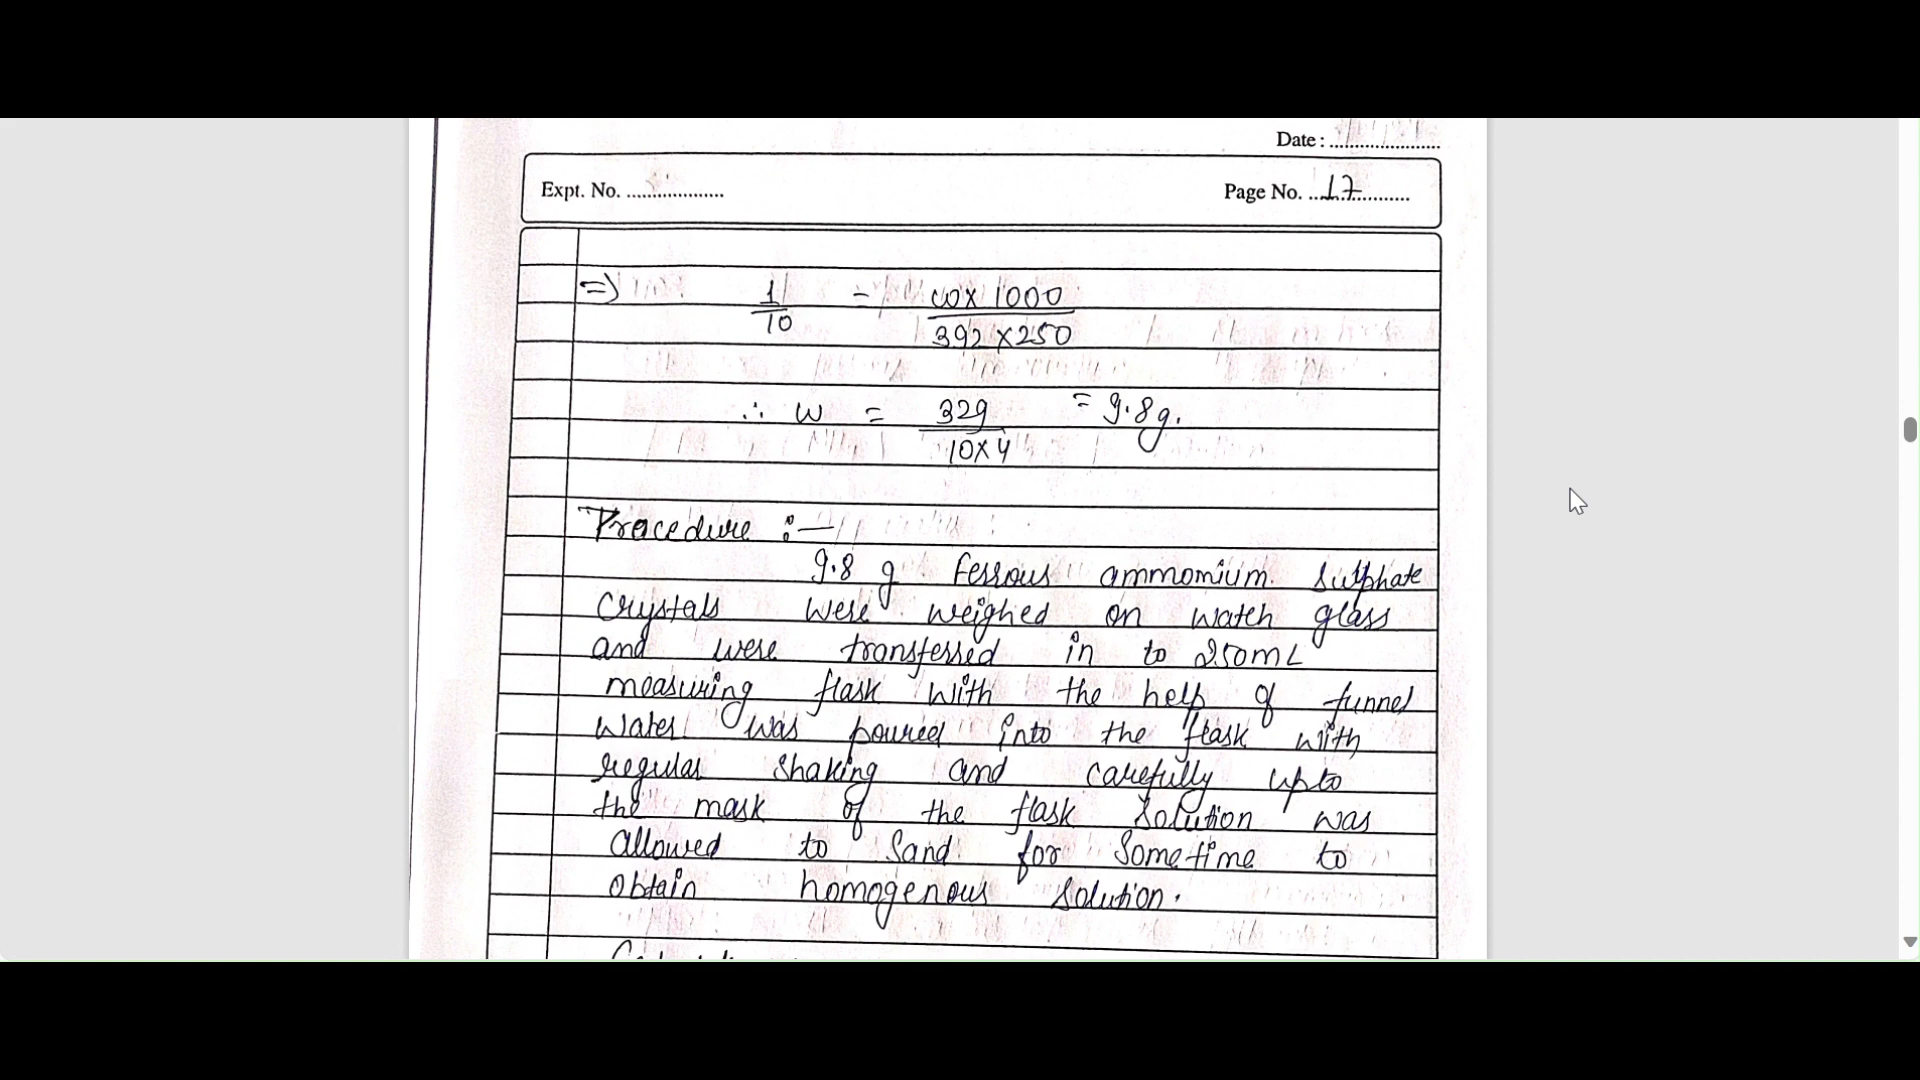 Date : ......................
Expt. No. ................... Page No. ..17............
=> 1/10 = w x 1000 / 392 x 250
∴ w = 329 / 10 x 4 = 9.8g.
Procedure :—
9.8 g. Ferrous ammomium. Sulphate
Crystals were weighed on watch glass
and were transferred in to 250mL
measuring flask with the help of funnel
Water was poured into the flask with
regular shaking and carefully upto
the mark of the flask Solution was
allowed to Sand for Sometime to
Obtain homogenous Solution.